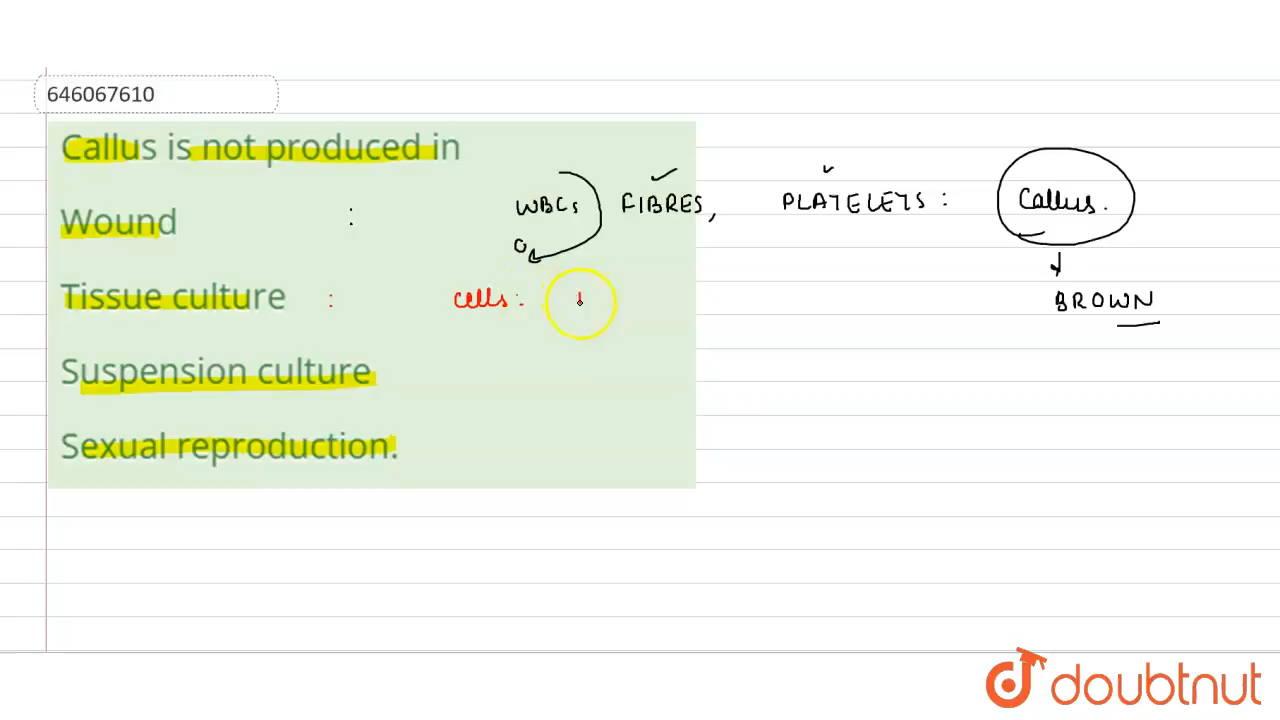 646067610
Callus is not produced in
Wound : WBCs FIBRES, PLATELETS : Callus.
Tissue culture : cells : BROWN
Suspension culture
Sexual reproduction.
doubtnut